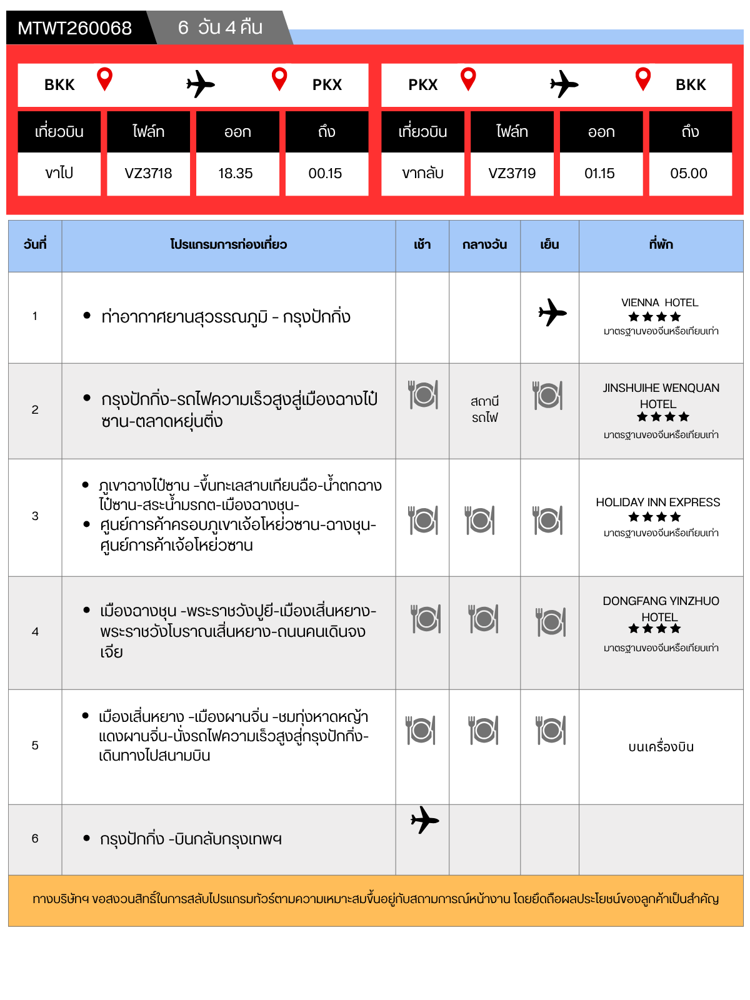 MTWT260068
6 วัน 4 คืน
BKK PKX
PKX BKK
เที่ยวบิน ไฟล์ท ออก ถึง
เที่ยวบิน ไฟล์ท ออก ถึง
ขาไป VZ3718 18.35 00.15
ขากลับ VZ3719 01.15 05.00
วันที่ โปรแกรมการท่องเที่ยว เช้า กลางวัน เย็น ที่พัก
1
• ท่าอากาศยานสุวรรณภูมิ - กรุงปักกิ่ง
VIENNA HOTEL
★★★★
มาตรฐานของจีนหรือเทียบเท่า
2
• กรุงปักกิ่ง-รถไฟความเร็วสูงสู่เมืองฉางไป๋
ซาน-ตลาดหยุ่นติ่ง
สถานี
รถไฟ
JINSHUIHE WENQUAN
HOTEL
★★★★
มาตรฐานของจีนหรือเทียบเท่า
3
• ภูเขาฉางไป๋ซาน -ขึ้นทะเลสาบเทียนฉือ-น้ำตกฉาง
ไป๋ซาน-สระน้ำมรกต-เมืองฉางชุน-
• ศูนย์การค้าครอบภูเขาเจ้อโหย่วซาน-ฉางชุน-
ศูนย์การค้าเจ้อโหย่วซาน
HOLIDAY INN EXPRESS
★★★★
มาตรฐานของจีนหรือเทียบเท่า
4
• เมืองฉางชุน -พระราชวังปูยี-เมืองเสิ่นหยาง-
พระราชวังโบราณเสิ่นหยาง-ถนนคนเดินจง
เจีย
DONGFANG YINZHUO
HOTEL
★★★★
มาตรฐานของจีนหรือเทียบเท่า
5
• เมืองเสิ่นหยาง -เมืองผานจิ่น -ชมทุ่งหาดหญ้า
แดงผานจิ่น-นั่งรถไฟความเร็วสูงสู่กรุงปักกิ่ง-
เดินทางไปสนามบิน
บนเครื่องบิน
6
• กรุงปักกิ่ง -บินกลับกรุงเทพฯ
ทางบริษัทฯ ขอสงวนสิทธิ์ในการสลับโปรแกรมทัวร์ตามความเหมาะสมขึ้นอยู่กับสถามการณ์หน้างาน โดยยึดถือผลประโยชน์ของลูกค้าเป็นสำคัญ